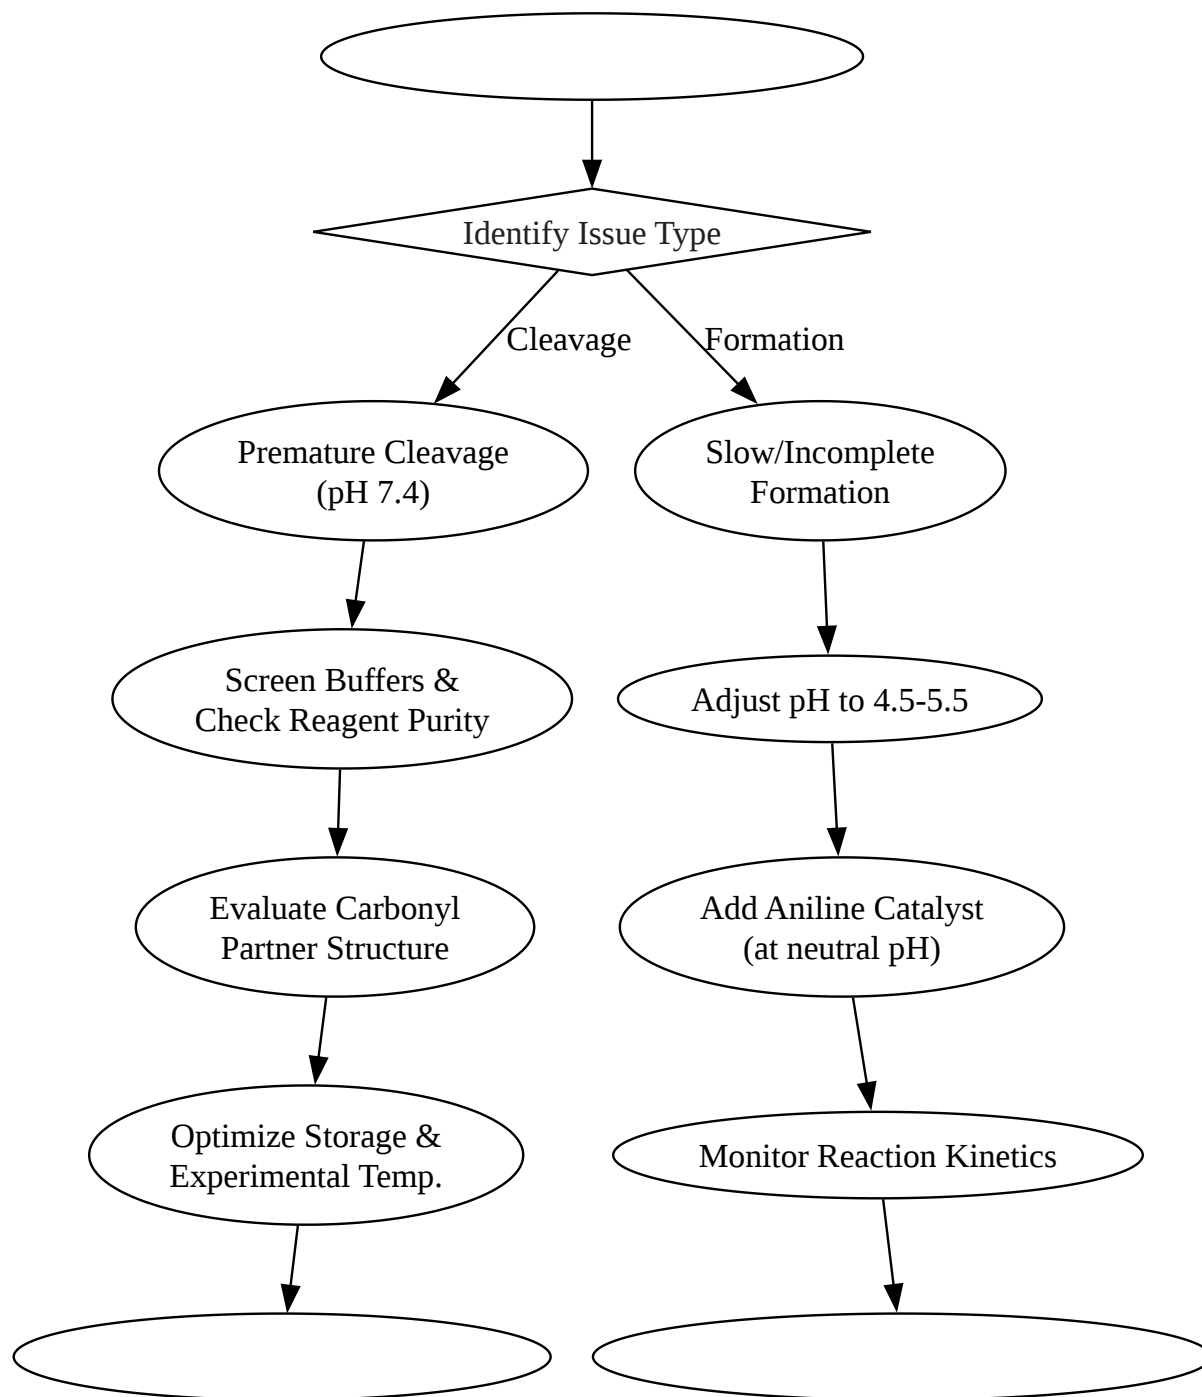 Identify Issue Type
Cleavage
Formation
Premature Cleavage
(pH 7.4)
Slow/Incomplete
Formation
Screen Buffers &
Check Reagent Purity
Adjust pH to 4.5-5.5
Evaluate Carbonyl
Partner Structure
Add Aniline Catalyst
(at neutral pH)
Optimize Storage &
Experimental Temp.
Monitor Reaction Kinetics